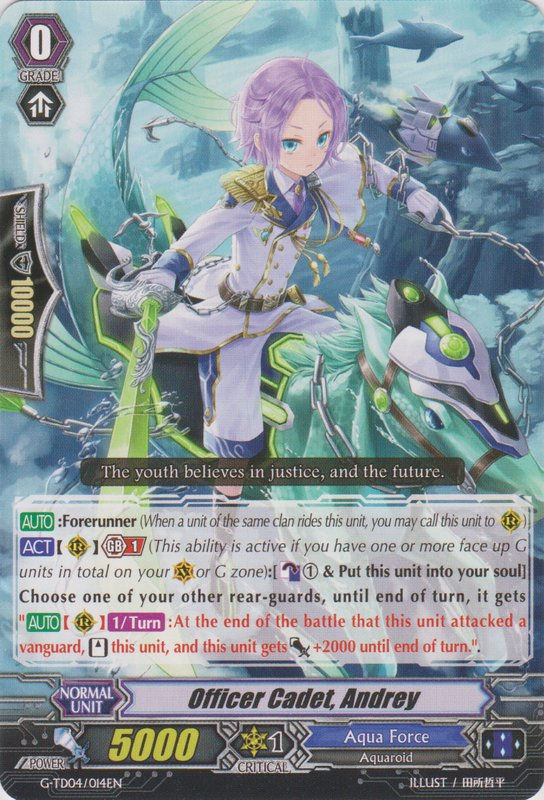 0
GRADE
SHIELD
10000
The youth believes in justice, and the future.
AUTO :Forerunner (When a unit of the same clan rides this unit, you may call this unit to R)
ACT【 R 】GB 1 (This ability is active if you have one or more face up G
units in total on your V or G zone):[ ① & Put this unit into your soul]
Choose one of your other rear-guards, until end of turn, it gets
"AUTO【 R 】1/Turn :At the end of the battle that this unit attacked a
vanguard, this unit, and this unit gets +2000 until end of turn.".
NORMAL
UNIT
Officer Cadet, Andrey
POWER
5000
1
CRITICAL
Aqua Force
Aquaroid
G-TD04/014EN
ILLUST / 田所哲平